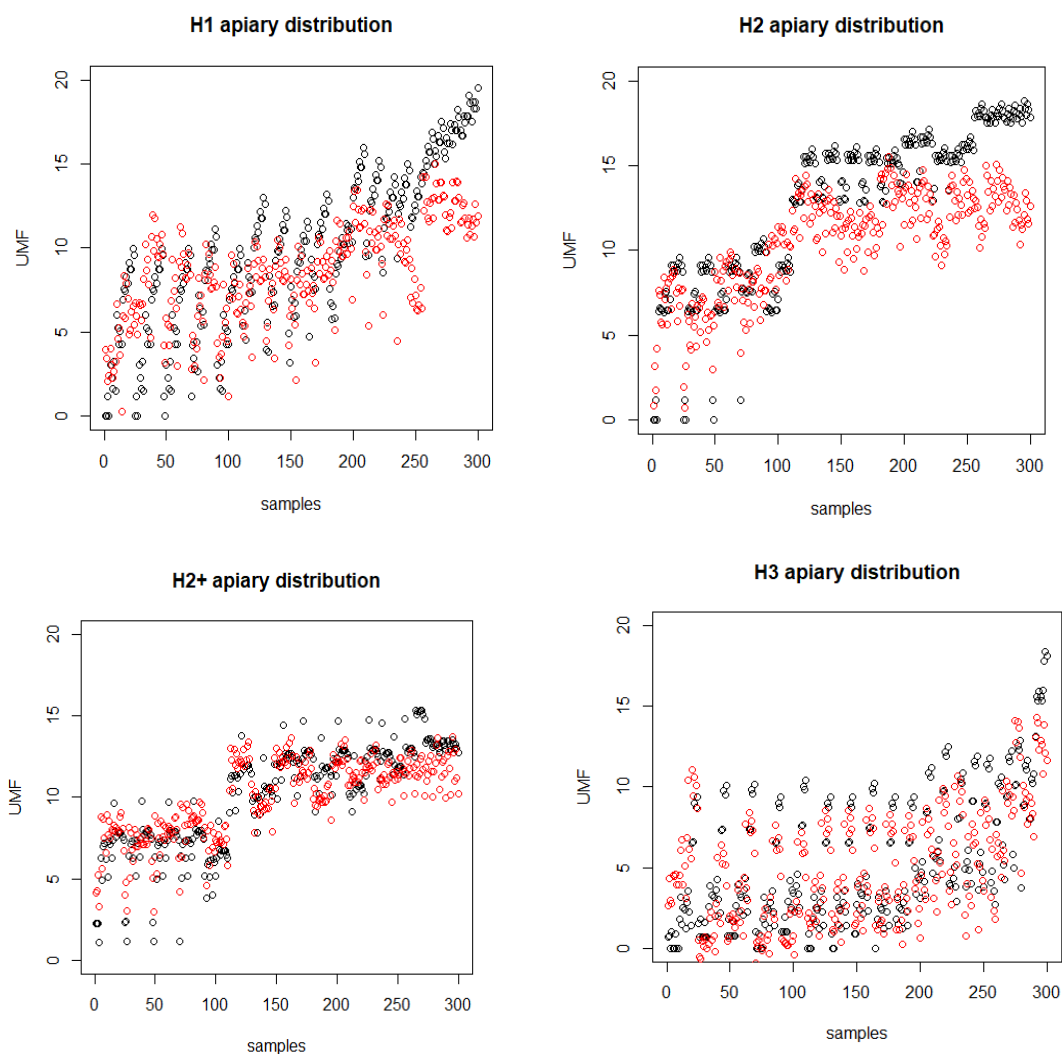 H1 apiary distribution
UMF
20
15
10
5
0
0 50 100 150 200 250 300
samples
H2 apiary distribution
UMF
20
15
10
5
0
0 50 100 150 200 250 300
samples
H2+ apiary distribution
UMF
20
15
10
5
0
0 50 100 150 200 250 300
samples
H3 apiary distribution
UMF
20
15
10
5
0
0 50 100 150 200 250 300
samples